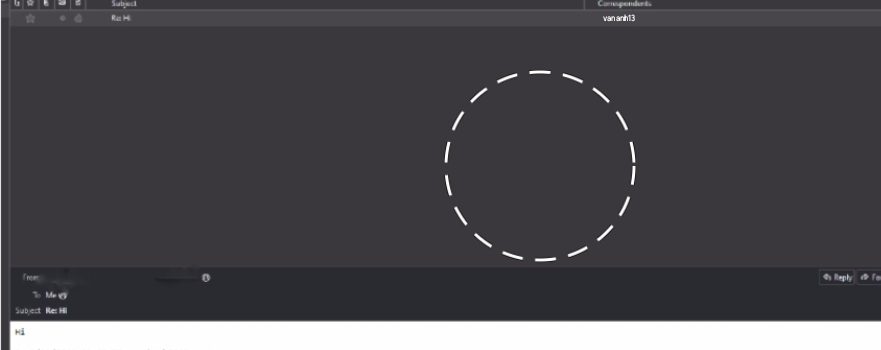 Subject Correspondents
Re: Hi vananh13
From
Reply
To Me
Subject Re: Hi
Hi